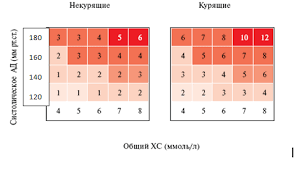 Некурящие Курящие
Систолическое АД (мм рт.ст.)
180 3 3 4 5 6 6 7 8 10 12
160 2 3 3 4 4 4 5 6 7 8
140 1 2 2 2 3 3 3 4 5 6
120 1 1 1 2 2 2 2 3 3 4
4 5 6 7 8 4 5 6 7 8
Общий ХС (ммоль/л)